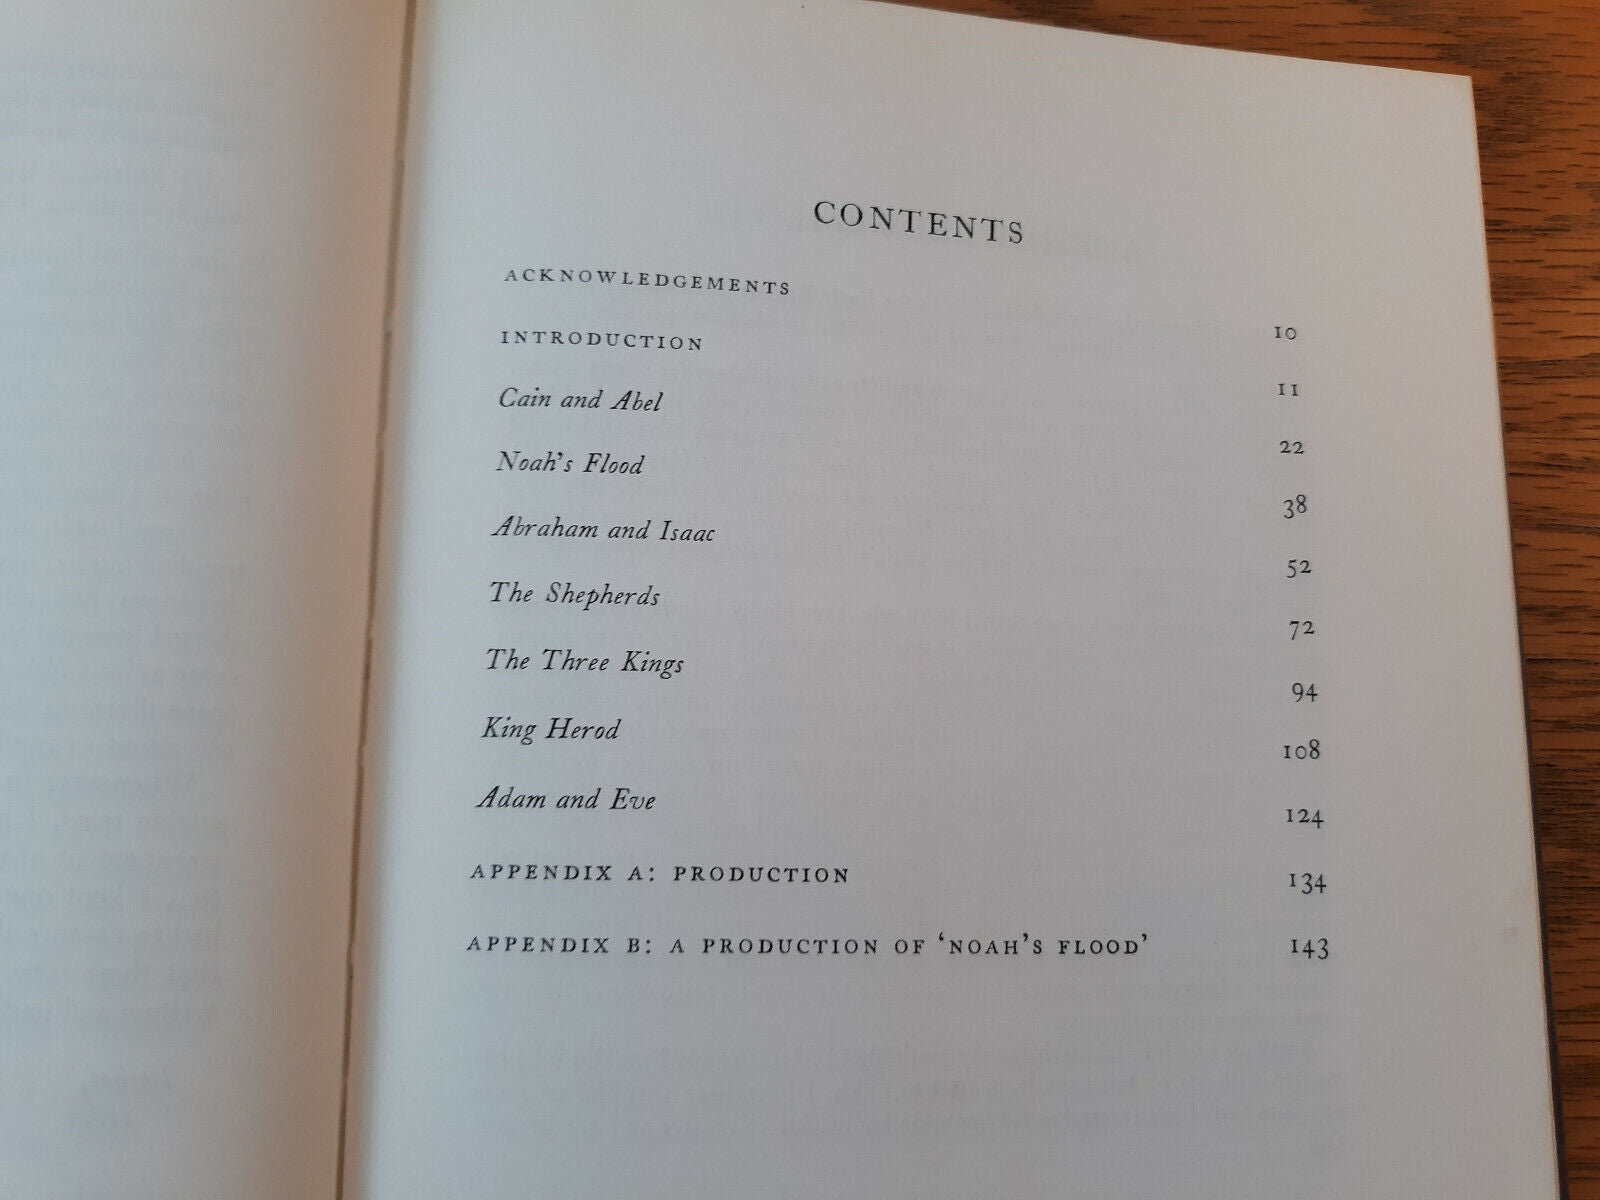 CONTENTS
ACKNOWLEDGEMENTS 10
INTRODUCTION 11
Cain and Abel 22
Noah's Flood 38
Abraham and Isaac 52
The Shepherds 72
The Three Kings 94
King Herod 108
Adam and Eve 124
APPENDIX A: PRODUCTION 134
APPENDIX B: A PRODUCTION OF 'NOAH'S FLOOD' 143